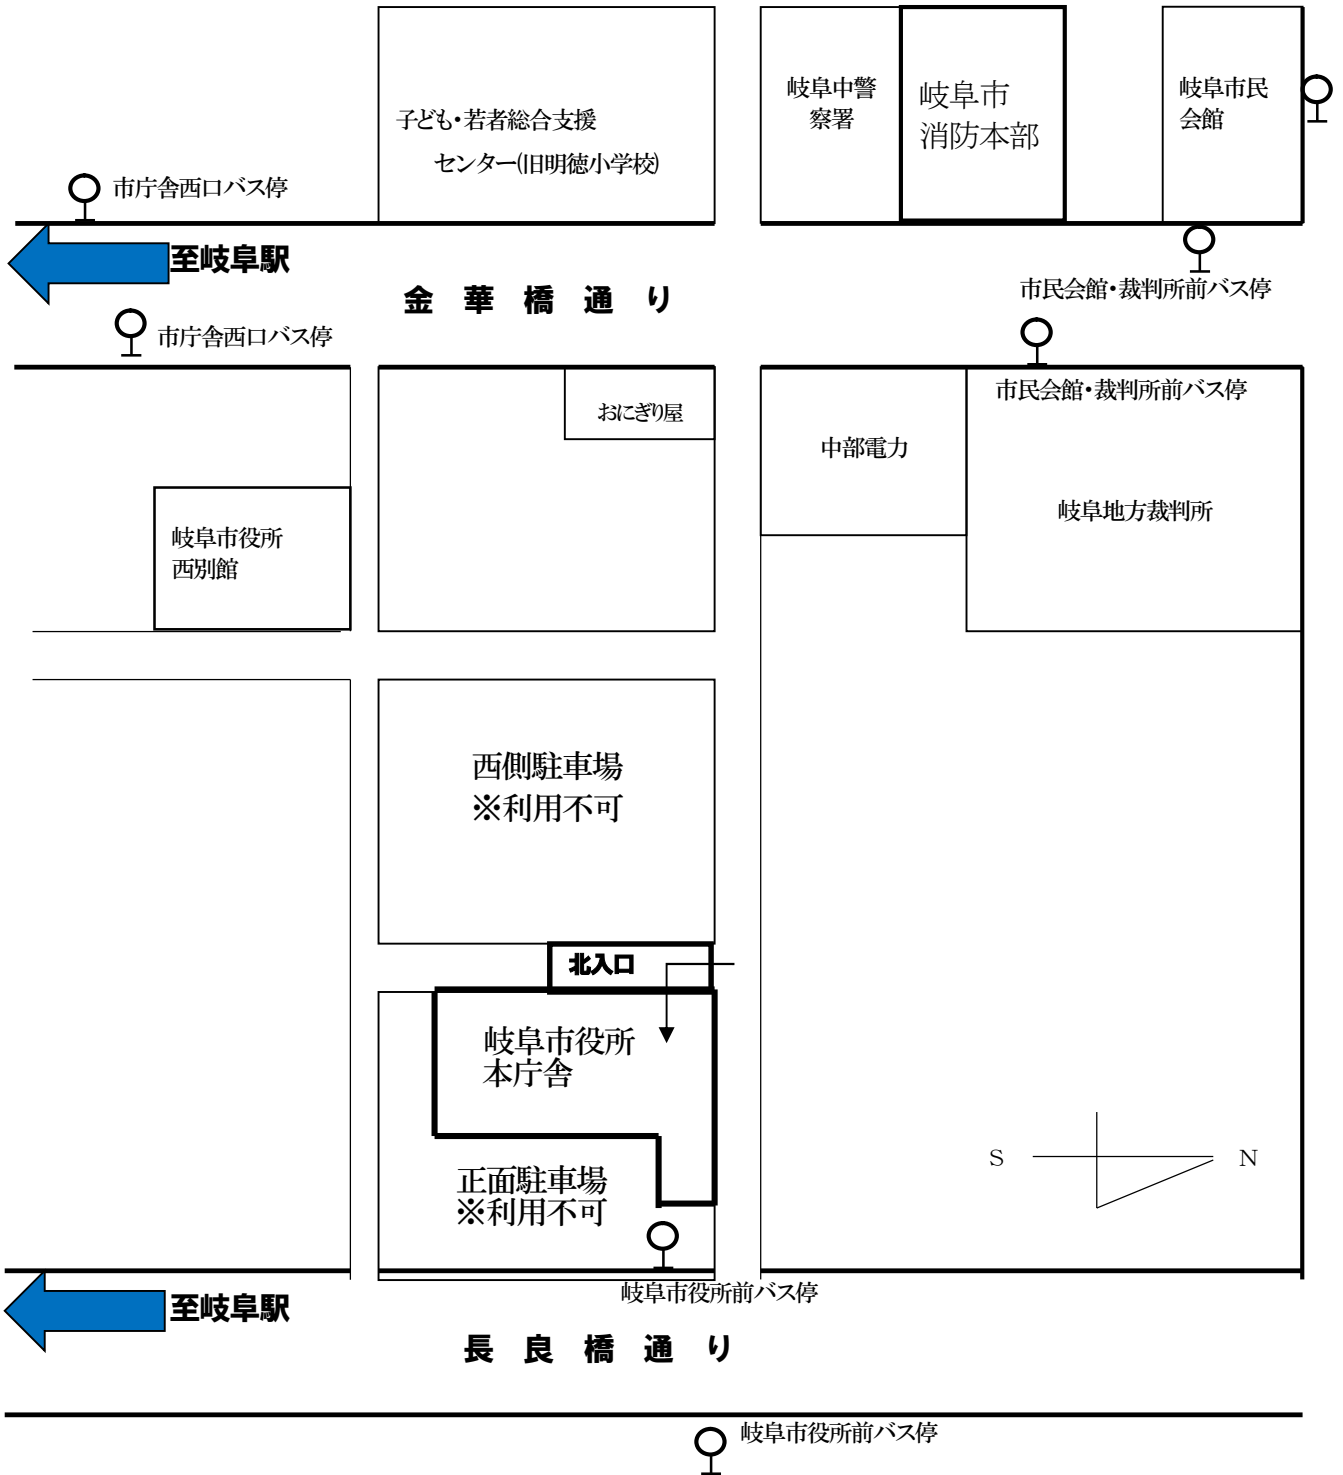 岐阜中警
察署
岐阜市
消防本部
岐阜市民
会館
子ども・若者総合支援
センター(旧明徳小学校)
市庁舎西口バス停
至岐阜駅
金華橋通り
市民会館・裁判所前バス停
市庁舎西口バス停
市民会館・裁判所前バス停
おにぎり屋
中部電力
岐阜地方裁判所
岐阜市役所
西別館
西側駐車場
※利用不可
北入口
岐阜市役所
本庁舎
S
N
正面駐車場
※利用不可
岐阜市役所前バス停
至岐阜駅
長良橋通り
岐阜市役所前バス停